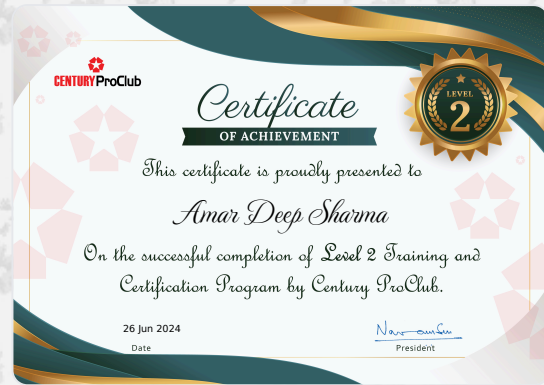 CENTURY ProClub
LEVEL
2
Certificate
OF ACHIEVEMENT
This certificate is proudly presented to
Amar Deep Sharma
On the successful completion of Level 2 Training and
Certification Program by Century ProClub.
26 Jun 2024
Date
President